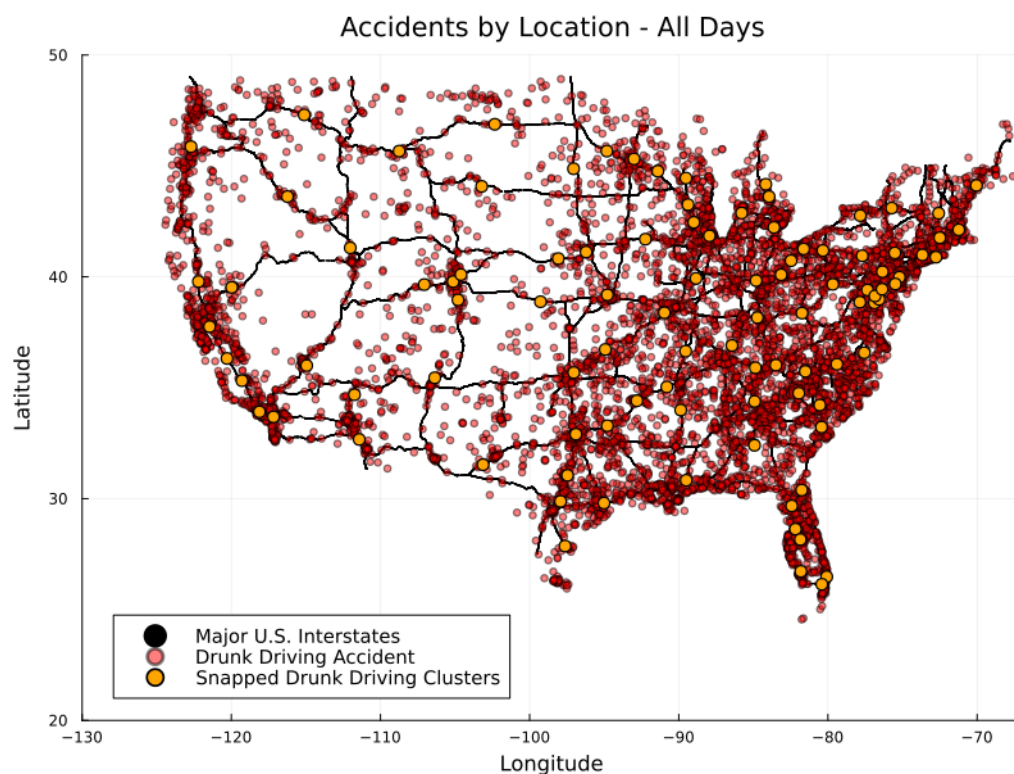 Accidents by Location - All Days
50
40
30
20
Latitude
−130
−120
−110
−100
−90
−80
−70
Longitude
Major U.S. Interstates
Drunk Driving Accident
Snapped Drunk Driving Clusters